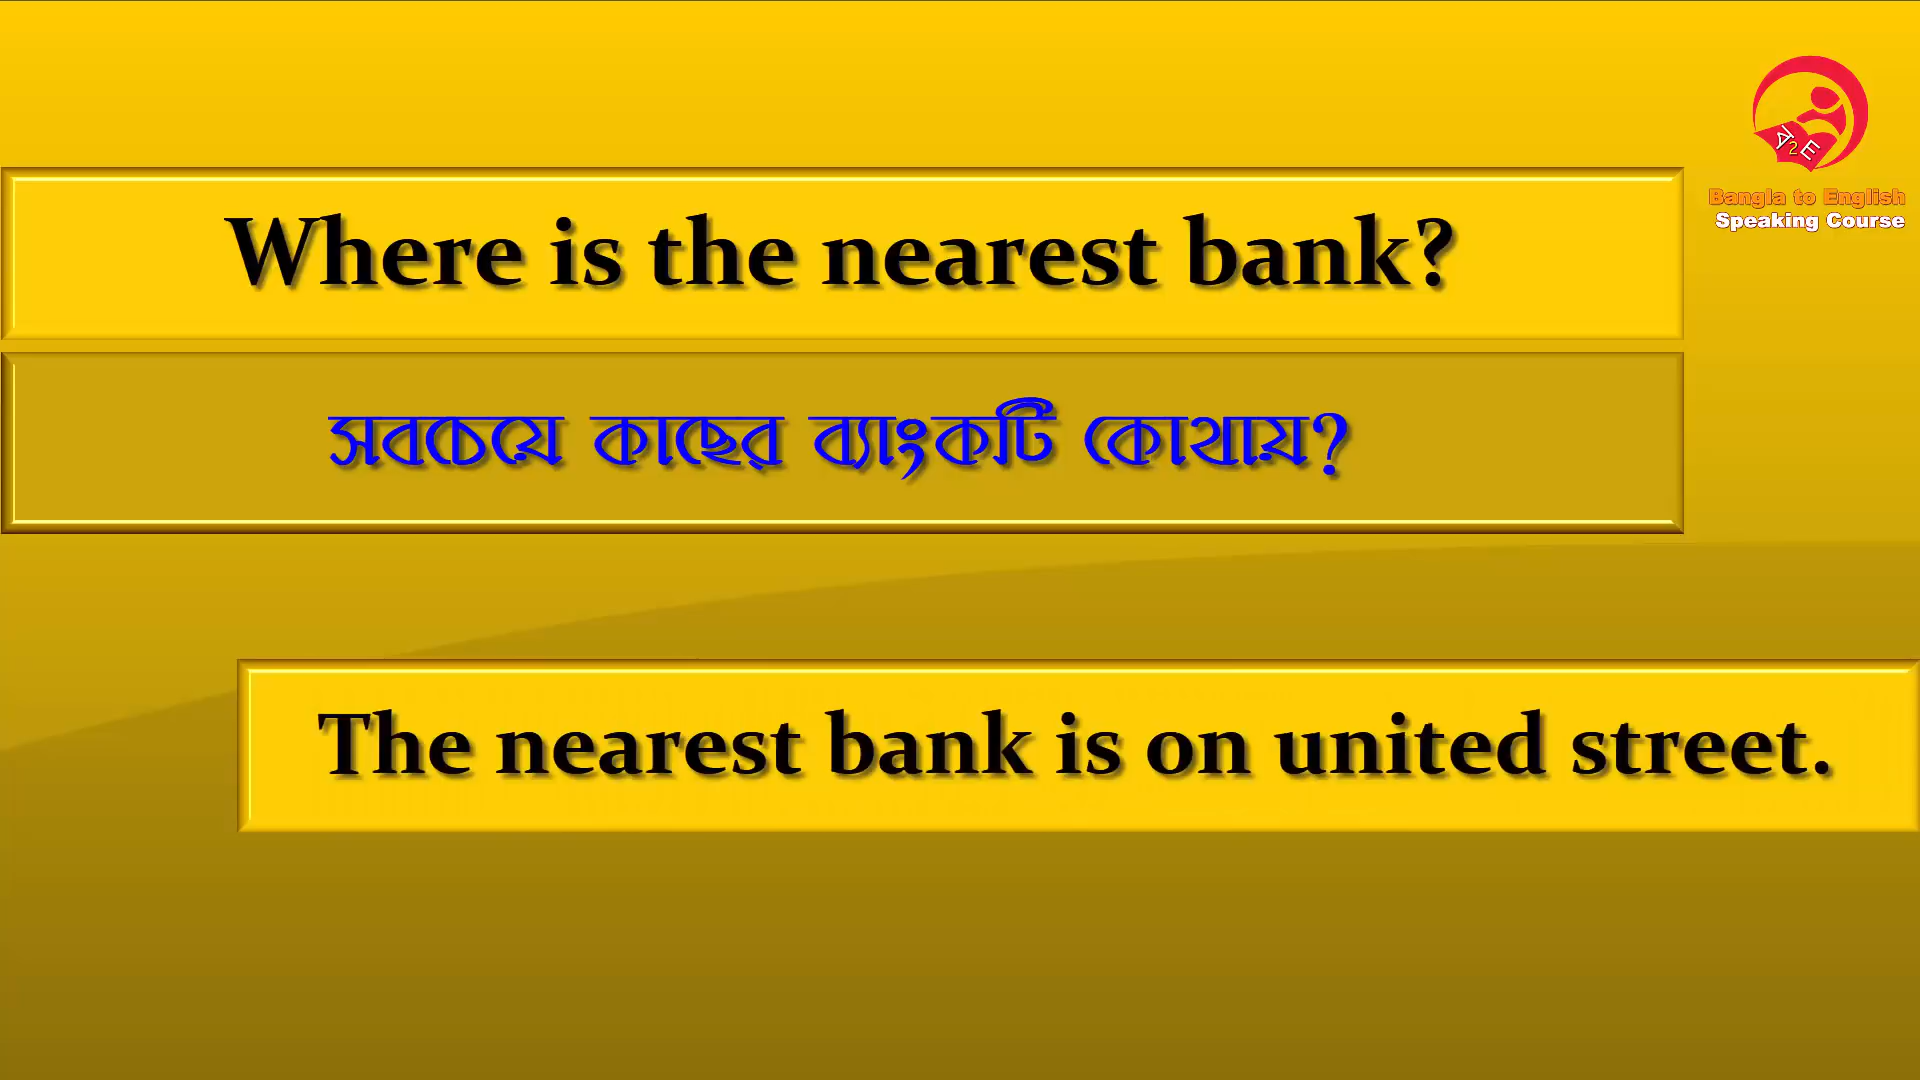 অ2E
Bangla to English
Speaking Course
Where is the nearest bank?
সবচেয়ে কাছের ব্যাংকটি কোথায়?
The nearest bank is on united street.